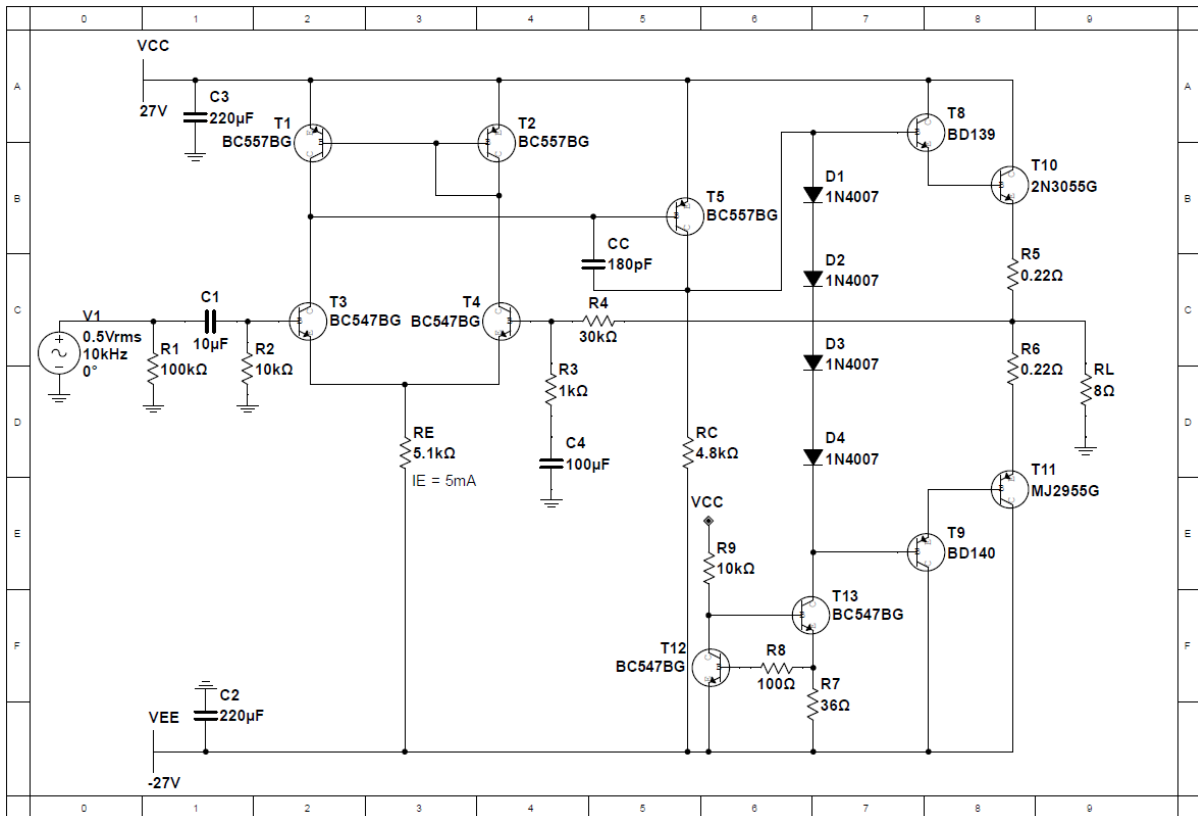 0 1 2 3 4 5 6 7 8 9
A
B
C
D
E
F
A
B
C
D
E
F
VCC
27V
C3
220µF
T1
BC557BG
T2
BC557BG
T8
BD139
T10
2N3055G
D1
1N4007
T5
BC557BG
CC
180pF
D2
1N4007
R5
0.22Ω
V1
0.5Vrms
10kHz
0°
C1
10µF
T3
BC547BG
T4
BC547BG
R4
30kΩ
R1
100kΩ
R2
10kΩ
R3
1kΩ
D3
1N4007
R6
0.22Ω
RL
8Ω
RE
5.1kΩ
IE = 5mA
C4
100µF
RC
4.8kΩ
D4
1N4007
T11
MJ2955G
VCC
R9
10kΩ
T9
BD140
T13
BC547BG
T12
BC547BG
R8
100Ω
R7
36Ω
C2
220µF
VEE
-27V
0 1 2 3 4 5 6 7 8 9